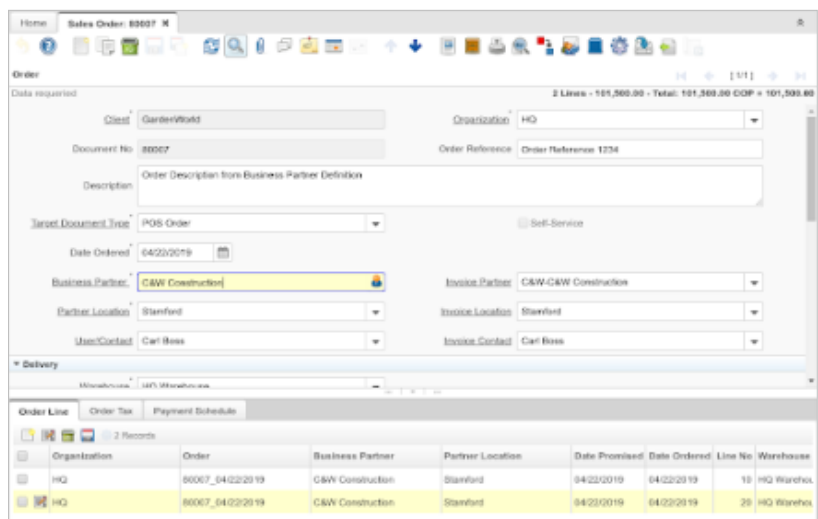 Home Sales Order: 80007 ✕
Order [1/1]
Data requeried 2 Lines - 101,500.00 - Total: 101,500.00 COP = 101,500.00
Client GardenWorld Organization HQ
Document No 80007 Order Reference Order Reference 1234
Description Order Description from Business Partner Definition
Target Document Type POS Order Self-Service
Date Ordered 04/22/2019
Business Partner C&W Construction Invoice Partner C&W-C&W Construction
Partner Location Stamford Invoice Location Stamford
User/Contact Carl Boss Invoice Contact Carl Boss
Delivery
Warehouse HQ Warehouse
Order Line Order Tax Payment Schedule
2 Records
Organization Order Business Partner Partner Location Date Promised Date Ordered Line No Warehouse
HQ 80007_04/22/2019 C&W Construction Stamford 04/22/2019 04/22/2019 10 HQ Warehou
HQ 80007_04/22/2019 C&W Construction Stamford 04/22/2019 04/22/2019 20 HQ Warehou